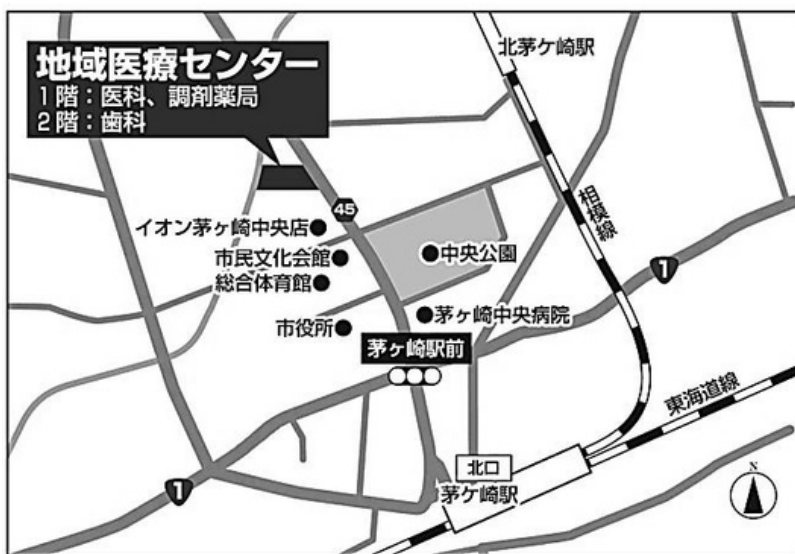 北茅ケ崎駅
地域医療センター
1階：医科、調剤薬局
2階：歯科
相模線
45
イオン茅ヶ崎中央店
市民文化会館
中央公園
総合体育館
1
茅ヶ崎中央病院
市役所
茅ヶ崎駅前
東海道線
北口
茅ケ崎駅
1
N